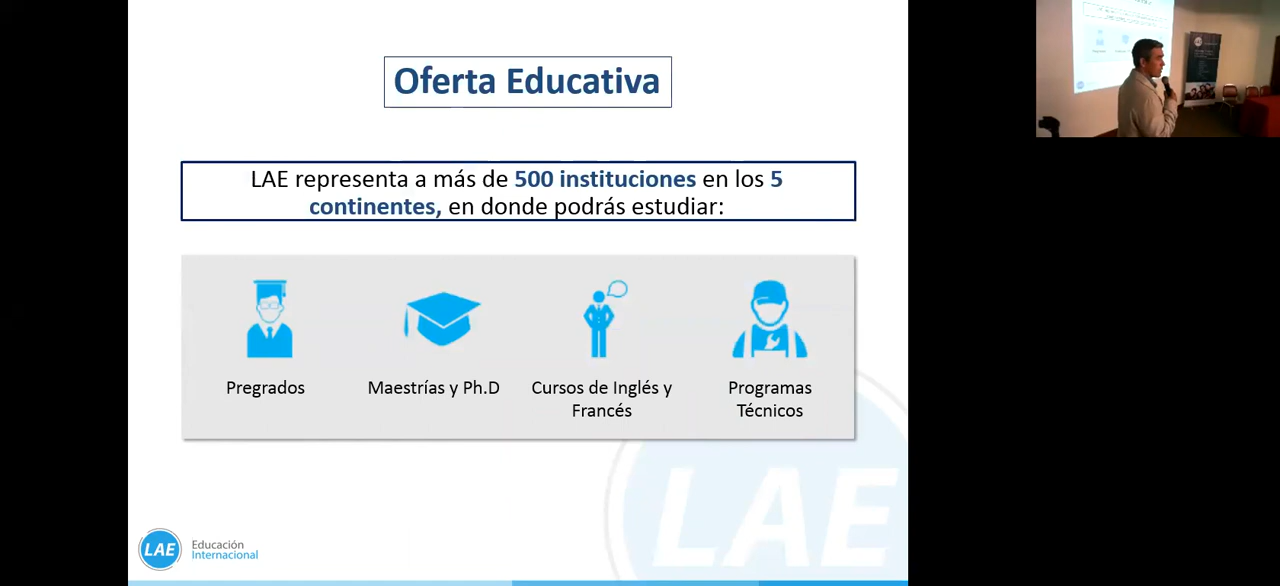 Oferta Educativa
LAE representa a más de 500 instituciones en los 5
continentes, en donde podrás estudiar:
Pregrados
Maestrías y Ph.D
Cursos de Inglés y
Francés
Programas
Técnicos
LAE
LAE
Educación
Internacional